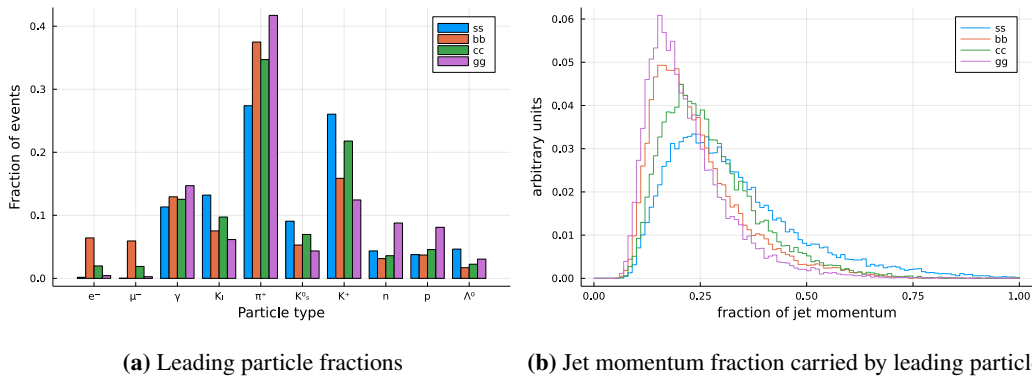 0.4
0.3
0.2
0.1
0.0
Fraction of events
ss
bb
cc
gg
e⁻ μ⁻ γ Kₗ π⁺ K⁰ₛ K⁺ n p Λ⁰
Particle type
(a) Leading particle fractions
0.06
0.05
0.04
0.03
0.02
0.01
0.00
arbitrary units
ss
bb
cc
gg
0.00 0.25 0.50 0.75 1.00
fraction of jet momentum
(b) Jet momentum fraction carried by leading particl